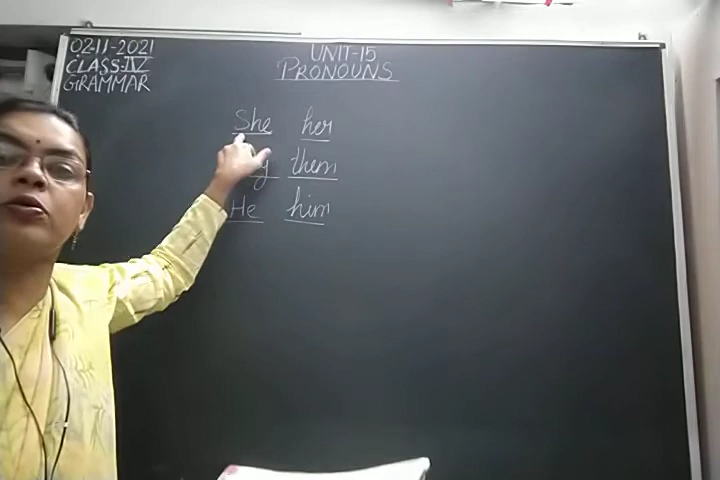 02-11-2021
CLASS:IV
GRAMMAR
UNIT-15
PRONOUNS
She her
them
He him